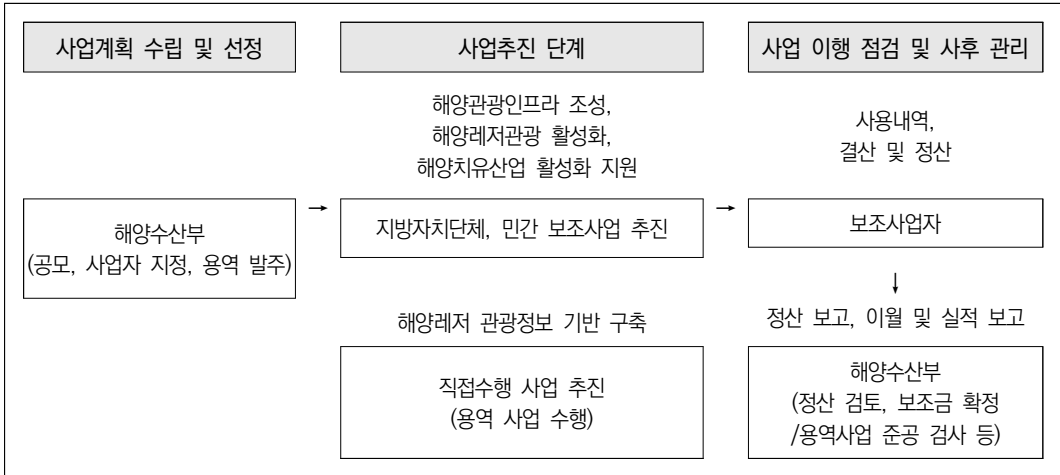 사업계획 수립 및 선정
사업추진 단계
사업 이행 점검 및 사후 관리
해양수산부
(공모, 사업자 지정, 용역 발주)
→
해양관광인프라 조성,
해양레저관광 활성화,
해양치유산업 활성화 지원
지방자치단체, 민간 보조사업 추진
해양레저 관광정보 기반 구축
직접수행 사업 추진
(용역 사업 수행)
→
사용내역,
결산 및 정산
보조사업자
↓
정산 보고, 이월 및 실적 보고
해양수산부
(정산 검토, 보조금 확정
/용역사업 준공 검사 등)